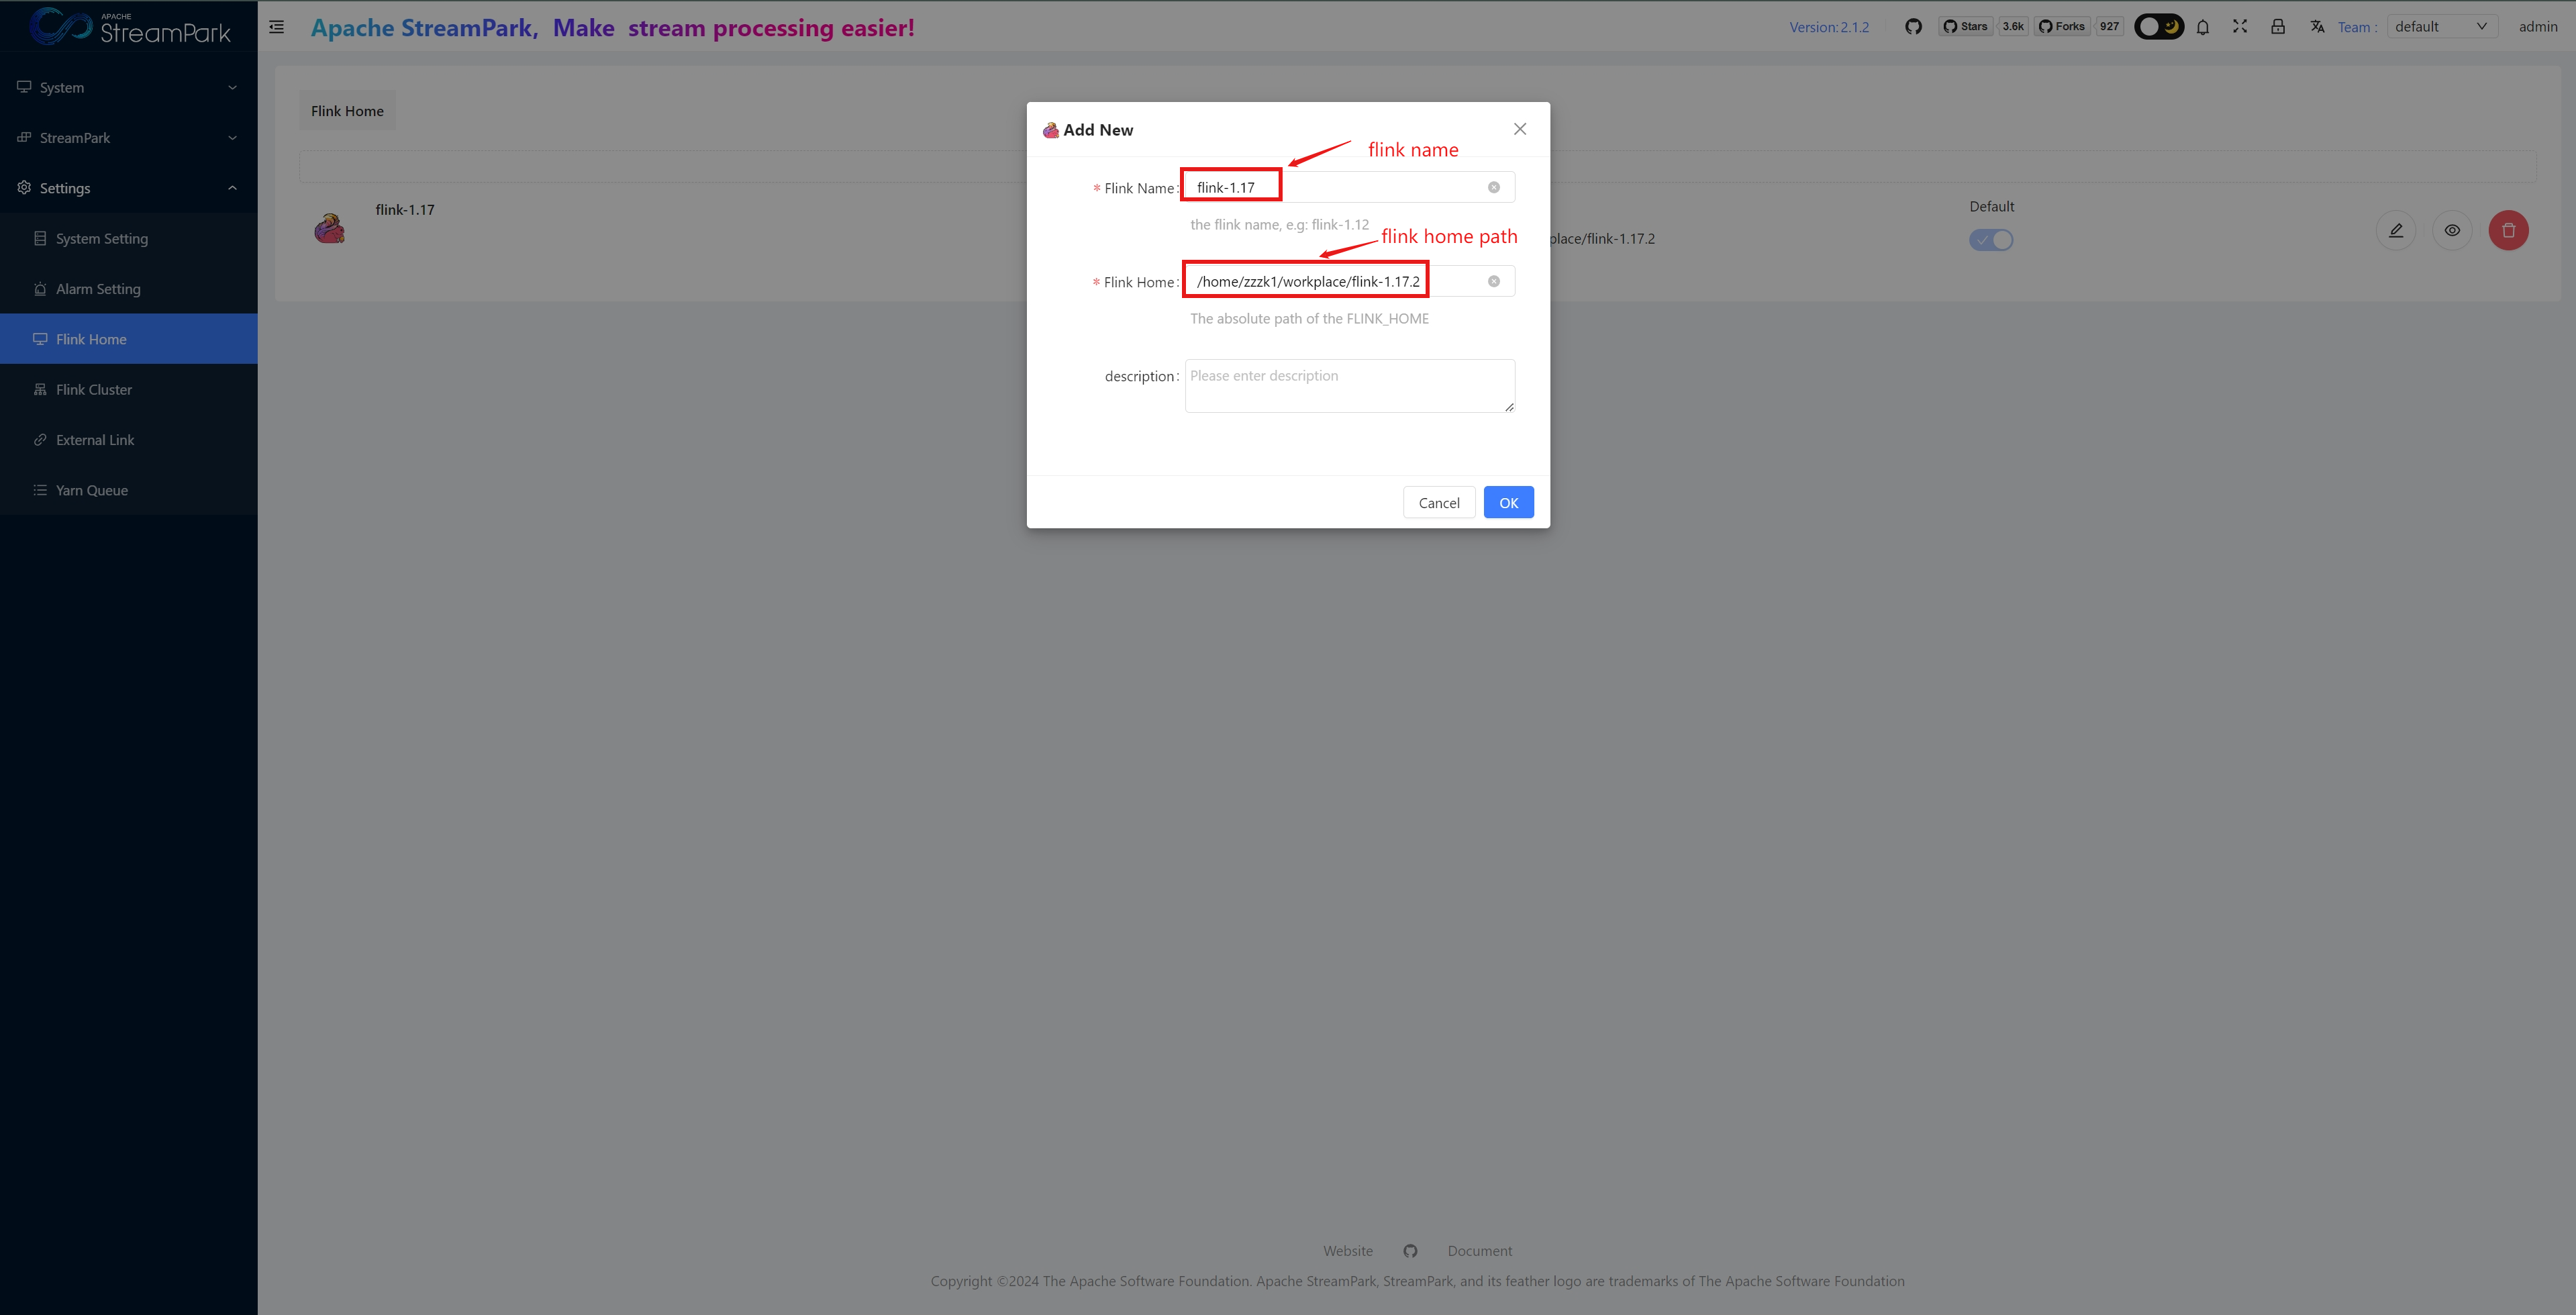 APACHE
StreamPark
Apache StreamPark, Make stream processing easier!
Version: 2.1.2
Stars
3.6k
Forks
927
Team :
default
admin
System
StreamPark
Settings
System Setting
Alarm Setting
Flink Home
Flink Cluster
External Link
Yarn Queue
Flink Home
flink-1.17
place/flink-1.17.2
Default
Add New
flink name
* Flink Name:
flink-1.17
the flink name, e.g: flink-1.12
flink home path
* Flink Home:
/home/zzzk1/workplace/flink-1.17.2
The absolute path of the FLINK_HOME
description:
Please enter description
Cancel
OK
Website
Document
Copyright ©2024 The Apache Software Foundation. Apache StreamPark, StreamPark, and its feather logo are trademarks of The Apache Software Foundation